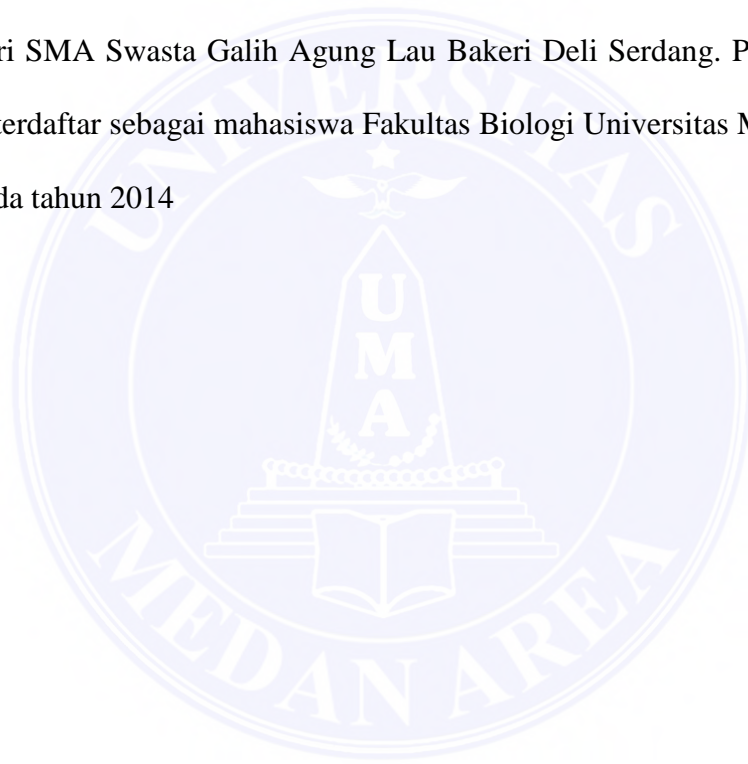 ri SMA Swasta Galih Agung Lau Bakeri Deli Serdang. P
terdaftar sebagai mahasiswa Fakultas Biologi Universitas M
da tahun 2014
UNIVERSITAS
UMA
MEDAN AREA